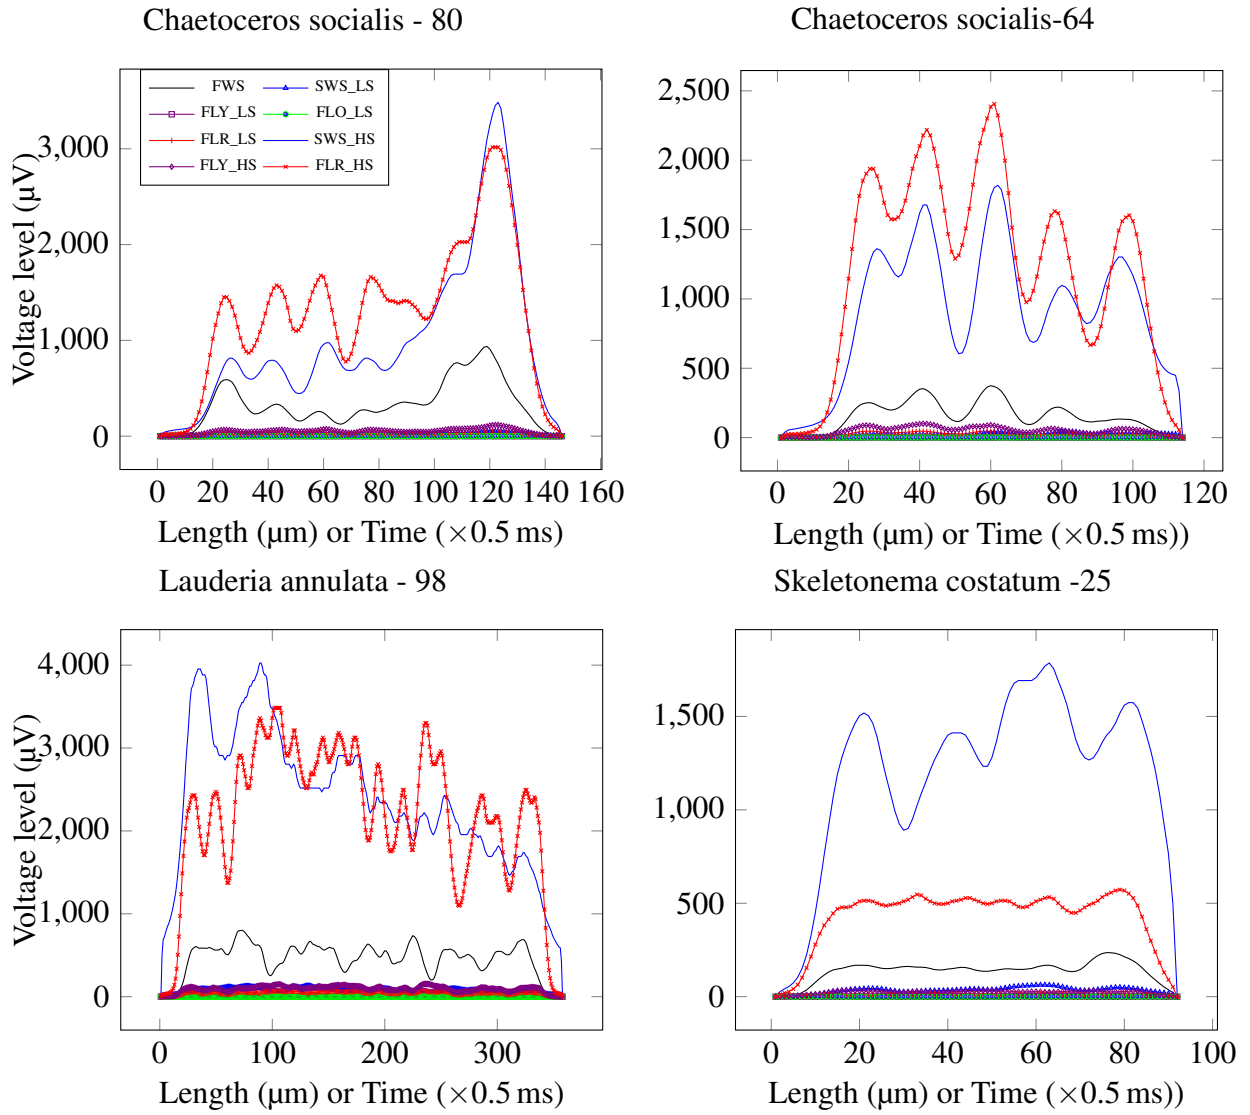 Chaetoceros socialis - 80
Voltage level (µV)
3,000
2,000
1,000
0
FWS SWS_LS
FLY_LS FLO_LS
FLR_LS SWS_HS
FLY_HS FLR_HS
0 20 40 60 80 100 120 140 160
Length (µm) or Time (×0.5 ms)
Chaetoceros socialis-64
2,500
2,000
1,500
1,000
500
0
0 20 40 60 80 100 120
Length (µm) or Time (×0.5 ms))
Lauderia annulata - 98
Voltage level (µV)
4,000
3,000
2,000
1,000
0
0 100 200 300
Length (µm) or Time (×0.5 ms)
Skeletonema costatum -25
1,500
1,000
500
0
0 20 40 60 80 100
Length (µm) or Time (×0.5 ms))